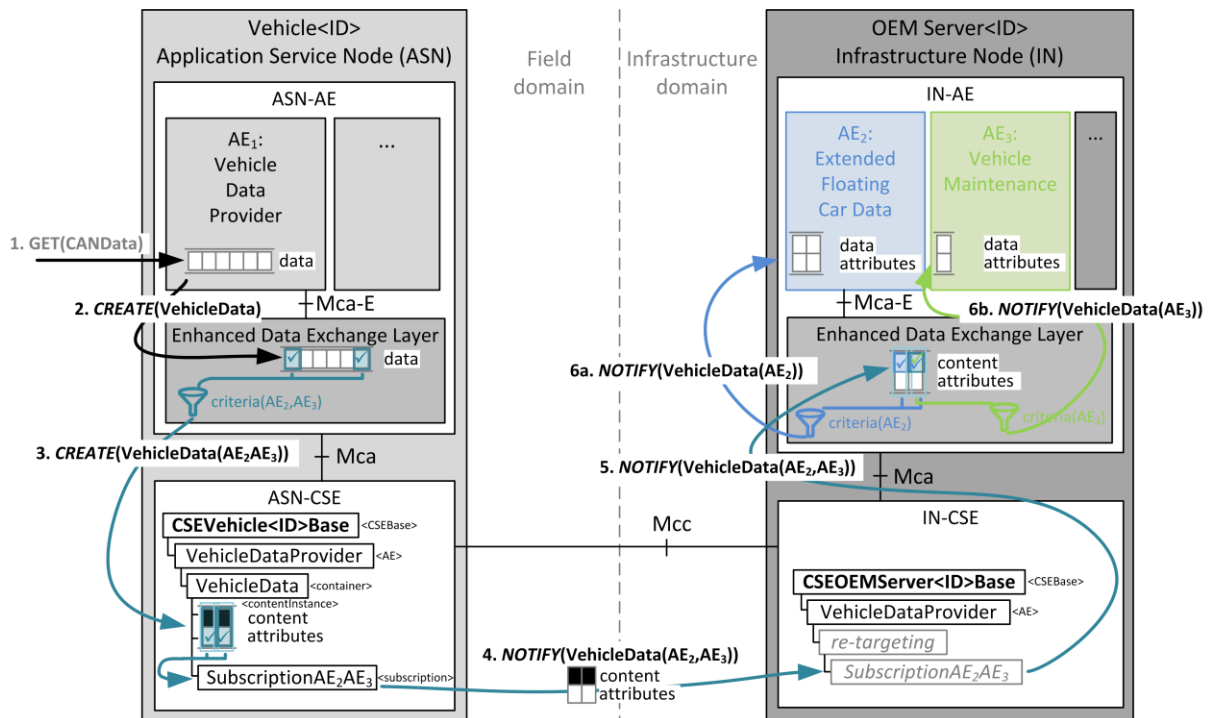 Vehicle<ID>
Application Service Node (ASN)
ASN-AE
AE₁:
Vehicle
Data
Provider
...
1. GET(CANData)
data
2. CREATE(VehicleData)
Mca-E
Enhanced Data Exchange Layer
data
criteria(AE₂,AE₃)
3. CREATE(VehicleData(AE₂AE₃))
Mca
ASN-CSE
CSEVehicle<ID>Base <CSEBase>
VehicleDataProvider <AE>
VehicleData <container>
<contentInstance>
content
attributes
SubscriptionAE₂AE₃ <subscription>
Field
domain
Infrastructure
domain
Mcc
4. NOTIFY(VehicleData(AE₂,AE₃))
content
attributes
OEM Server<ID>
Infrastructure Node (IN)
IN-AE
AE₂:
Extended
Floating
Car Data
data
attributes
AE₃:
Vehicle
Maintenance
data
attributes
...
Mca-E
6b. NOTIFY(VehicleData(AE₃))
Enhanced Data Exchange Layer
6a. NOTIFY(VehicleData(AE₂))
content
attributes
criteria(AE₂)
criteria(AE₁)
5. NOTIFY(VehicleData(AE₂,AE₃))
Mca
IN-CSE
CSEOEMServer<ID>Base <CSEBase>
VehicleDataProvider <AE>
re-targeting
SubscriptionAE₂AE₃